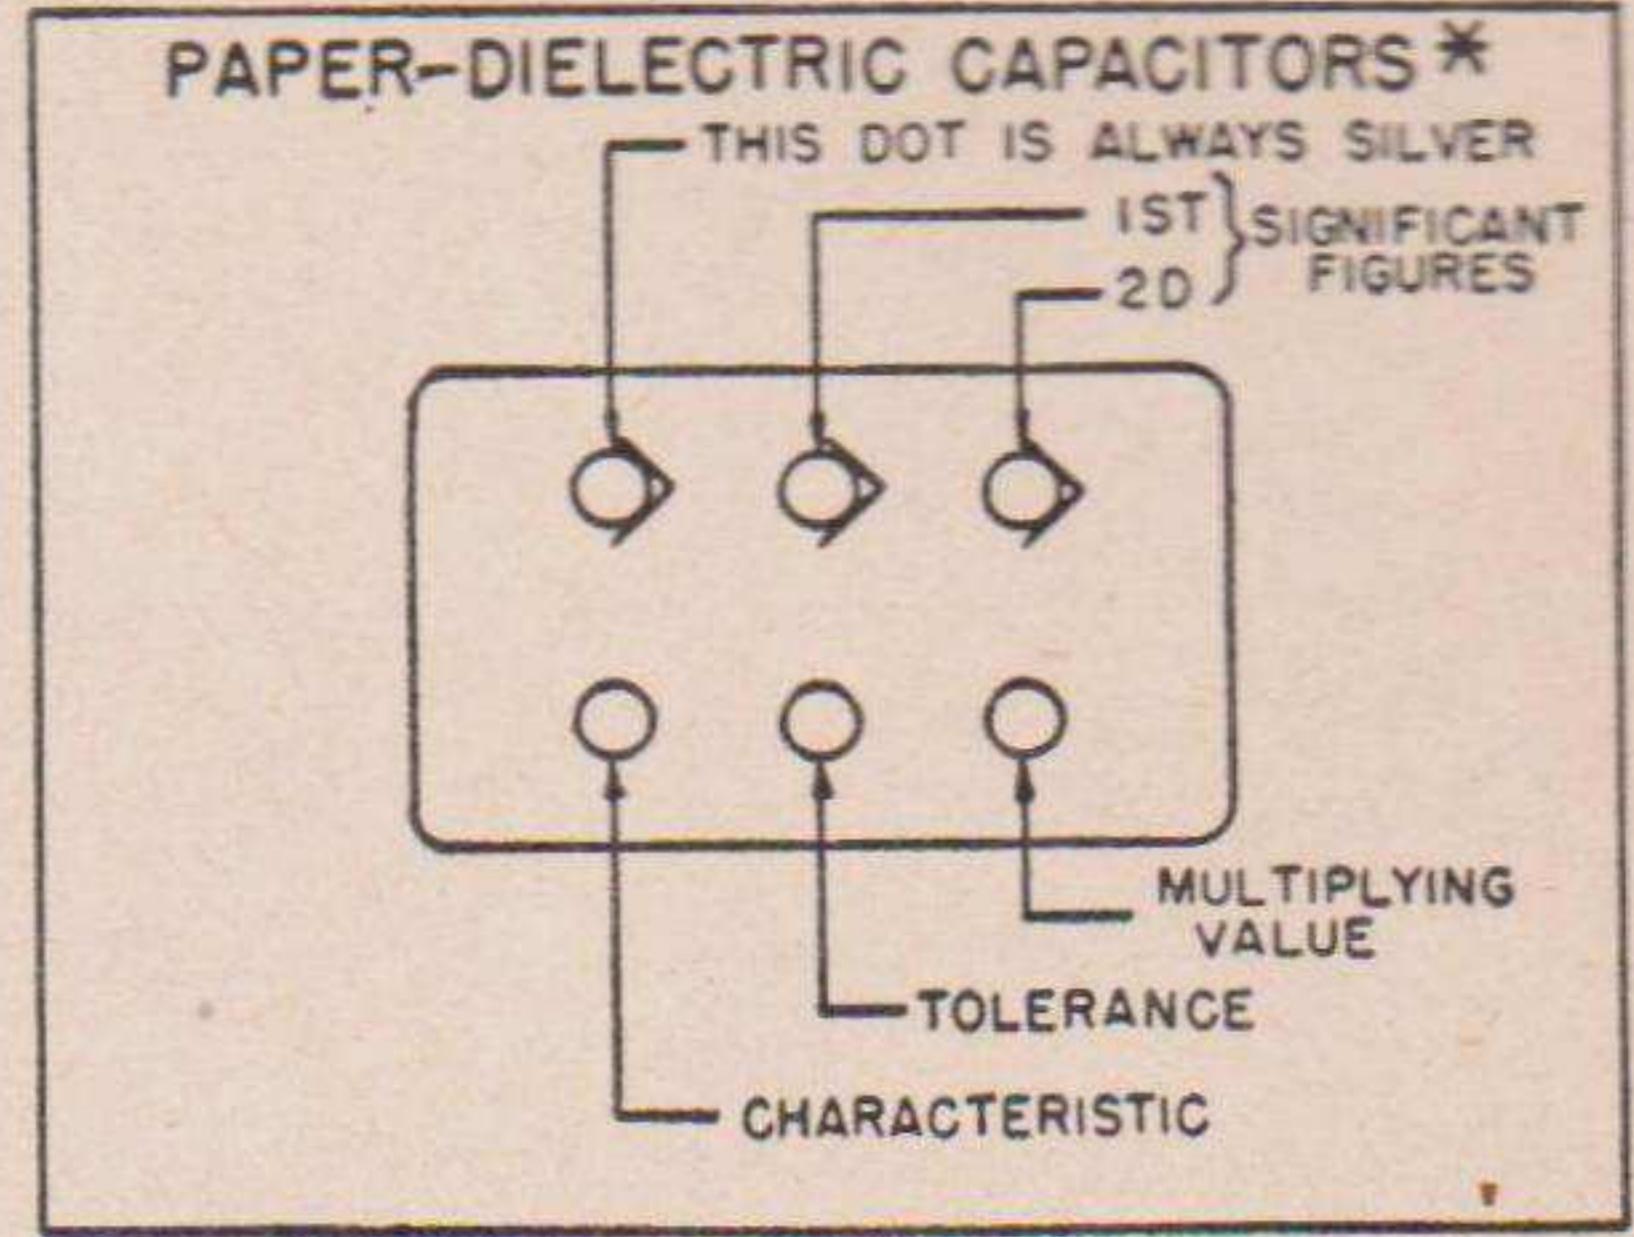 PAPER-DIELECTRIC CAPACITORS*
THIS DOT IS ALWAYS SILVER
1ST
2D
SIGNIFICANT
FIGURES
MULTIPLYING
VALUE
TOLERANCE
CHARACTERISTIC